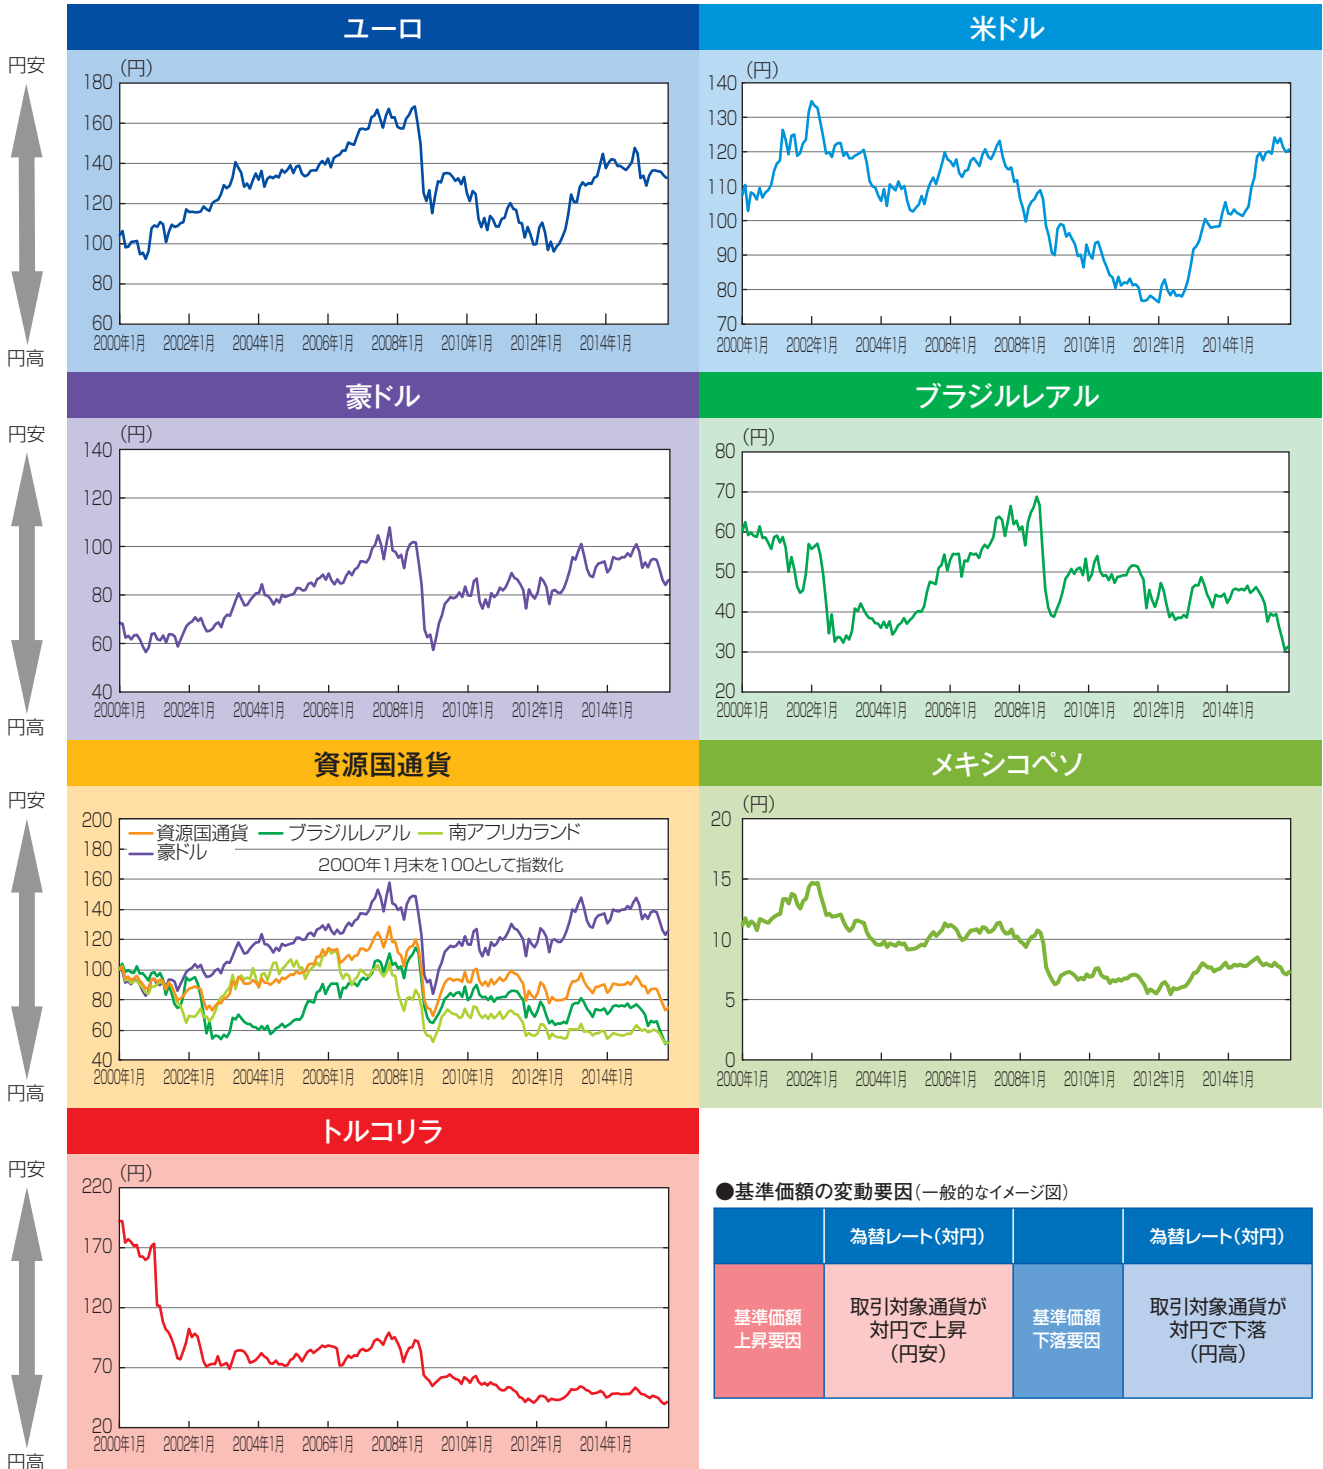 ユーロ
円安
円高
(円)
180
160
140
120
100
80
60
2000年1月 2002年1月 2004年1月 2006年1月 2008年1月 2010年1月 2012年1月 2014年1月
米ドル
(円)
140
130
120
110
100
90
80
70
2000年1月 2002年1月 2004年1月 2006年1月 2008年1月 2010年1月 2012年1月 2014年1月
豪ドル
円安
円高
(円)
140
120
100
80
60
40
2000年1月 2002年1月 2004年1月 2006年1月 2008年1月 2010年1月 2012年1月 2014年1月
ブラジルレアル
(円)
80
70
60
50
40
30
20
2000年1月 2002年1月 2004年1月 2006年1月 2008年1月 2010年1月 2012年1月 2014年1月
資源国通貨
円安
円高
200
180
160
140
120
100
80
60
40
資源国通貨 ブラジルレアル 南アフリカランド
豪ドル
2000年1月末を100として指数化
2000年1月 2002年1月 2004年1月 2006年1月 2008年1月 2010年1月 2012年1月 2014年1月
メキシコペソ
(円)
20
15
10
5
0
2000年1月 2002年1月 2004年1月 2006年1月 2008年1月 2010年1月 2012年1月 2014年1月
トルコリラ
円安
円高
(円)
220
170
120
70
20
2000年1月 2002年1月 2004年1月 2006年1月 2008年1月 2010年1月 2012年1月 2014年1月
●基準価額の変動要因(一般的なイメージ図)
為替レート(対円) 為替レート(対円)
基準価額
上昇要因
取引対象通貨が
対円で上昇
(円安)
基準価額
下落要因
取引対象通貨が
対円で下落
(円高)